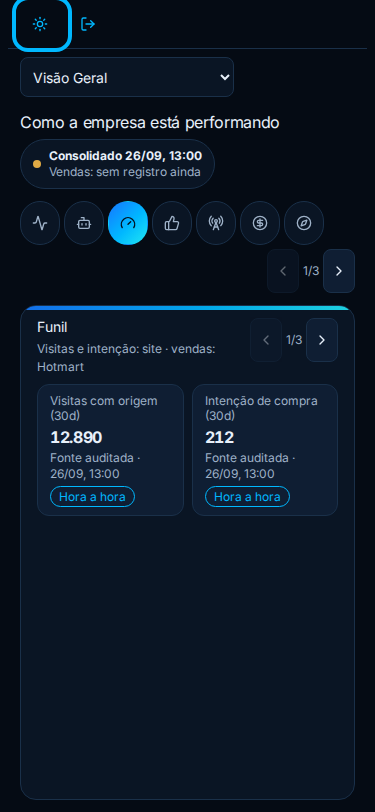 Visão Geral
Como a empresa está performando
Consolidado 26/09, 13:00
Vendas: sem registro ainda
1/3
Funil
Visitas e intenção: site · vendas:
Hotmart
1/3
Visitas com origem
(30d)
12.890
Fonte auditada ·
26/09, 13:00
Hora a hora
Intenção de compra
(30d)
212
Fonte auditada ·
26/09, 13:00
Hora a hora